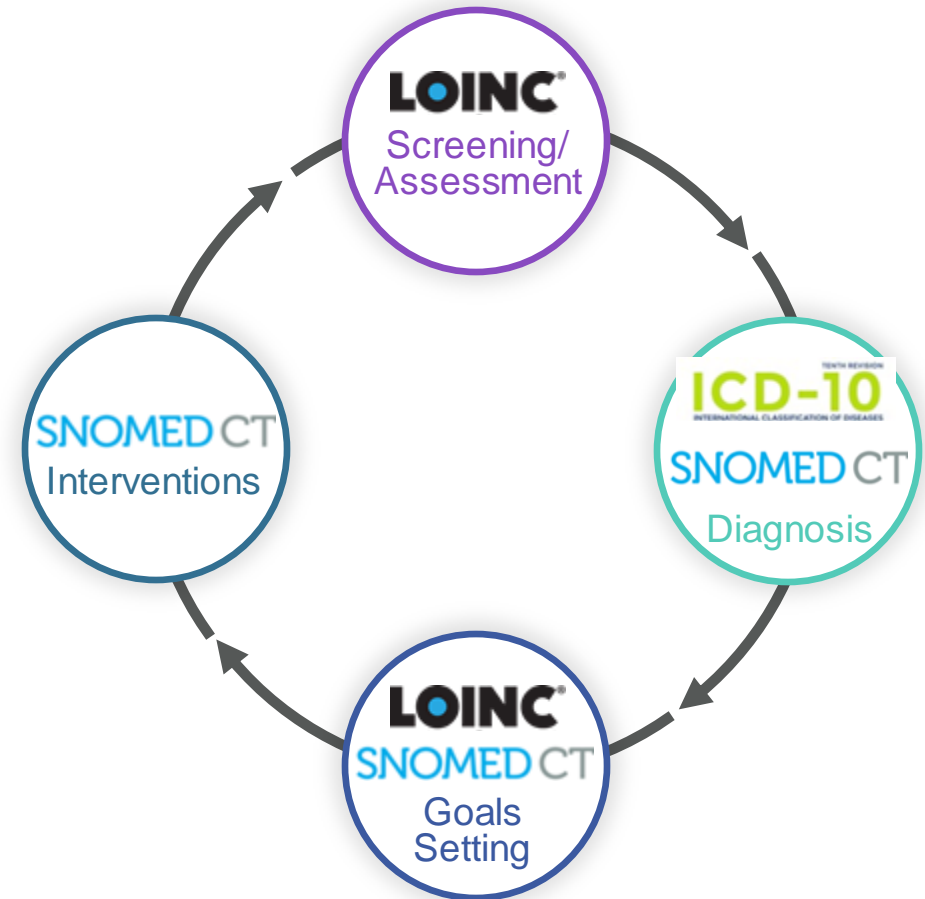 LOINC®
Screening/
Assessment
TENTH REVISION
ICD-10
INTERNATIONAL CLASSIFICATION OF DISEASES
SNOMED CT
Diagnosis
LOINC®
SNOMED CT
Goals
Setting
SNOMED CT
Interventions